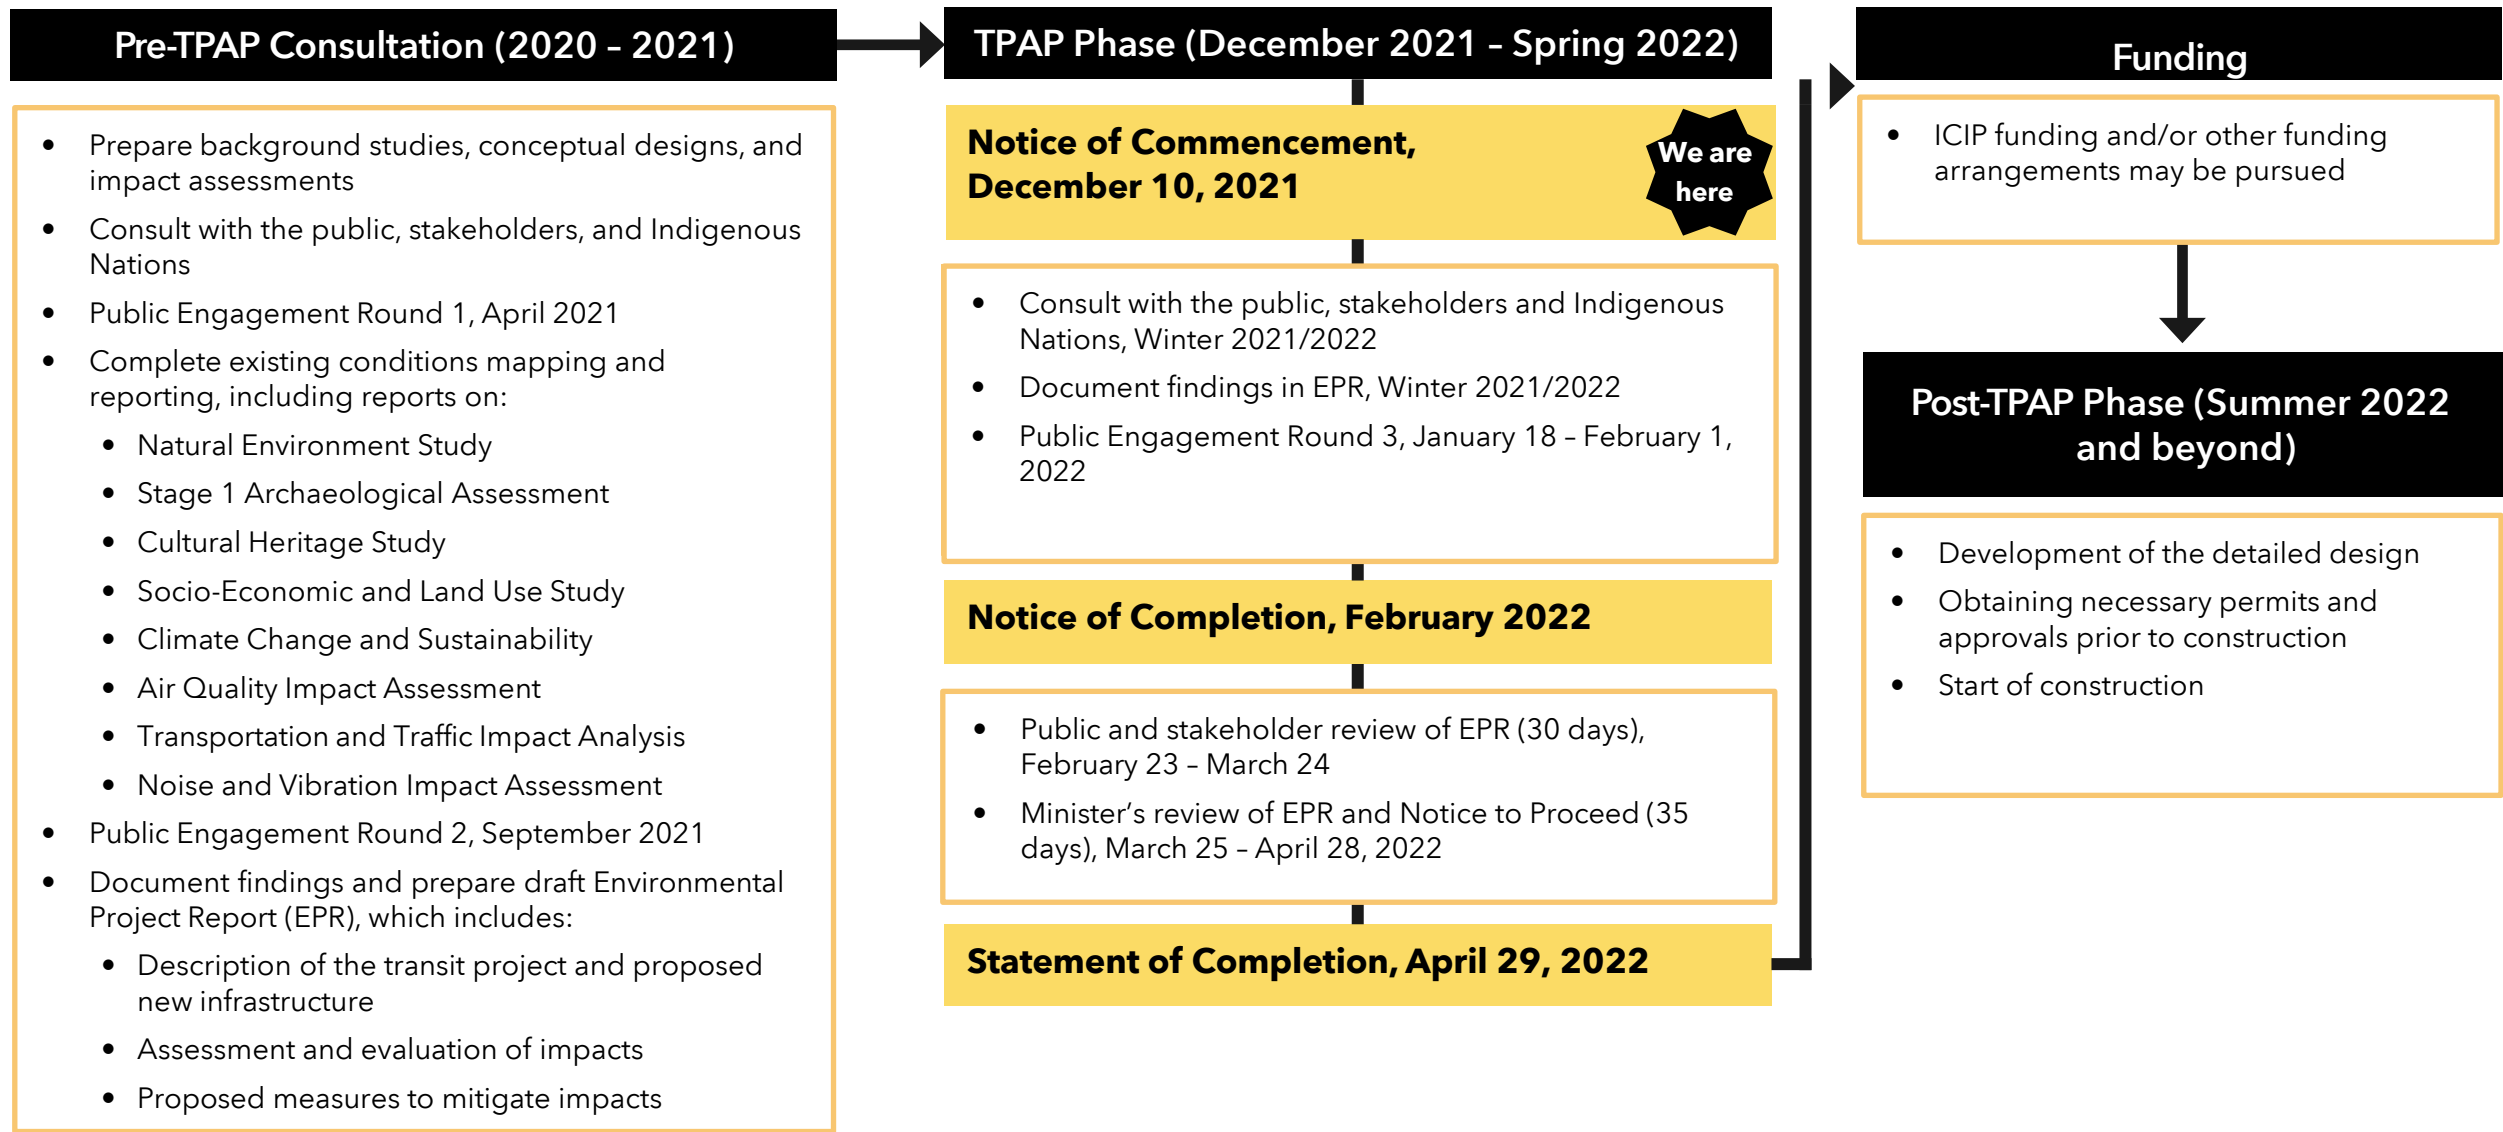 Pre-TPAP Consultation (2020 – 2021)
• Prepare background studies, conceptual designs, and
impact assessments
• Consult with the public, stakeholders, and Indigenous
Nations
• Public Engagement Round 1, April 2021
• Complete existing conditions mapping and
reporting, including reports on:
• Natural Environment Study
• Stage 1 Archaeological Assessment
• Cultural Heritage Study
• Socio-Economic and Land Use Study
• Climate Change and Sustainability
• Air Quality Impact Assessment
• Transportation and Traffic Impact Analysis
• Noise and Vibration Impact Assessment
• Public Engagement Round 2, September 2021
• Document findings and prepare draft Environmental
Project Report (EPR), which includes:
• Description of the transit project and proposed
new infrastructure
• Assessment and evaluation of impacts
• Proposed measures to mitigate impacts
TPAP Phase (December 2021 – Spring 2022)
Notice of Commencement,
December 10, 2021
We are
here
• Consult with the public, stakeholders and Indigenous
Nations, Winter 2021/2022
• Document findings in EPR, Winter 2021/2022
• Public Engagement Round 3, January 18 – February 1,
2022
Notice of Completion, February 2022
• Public and stakeholder review of EPR (30 days),
February 23 – March 24
• Minister’s review of EPR and Notice to Proceed (35
days), March 25 – April 28, 2022
Statement of Completion, April 29, 2022
Funding
• ICIP funding and/or other funding
arrangements may be pursued
Post-TPAP Phase (Summer 2022
and beyond)
• Development of the detailed design
• Obtaining necessary permits and
approvals prior to construction
• Start of construction